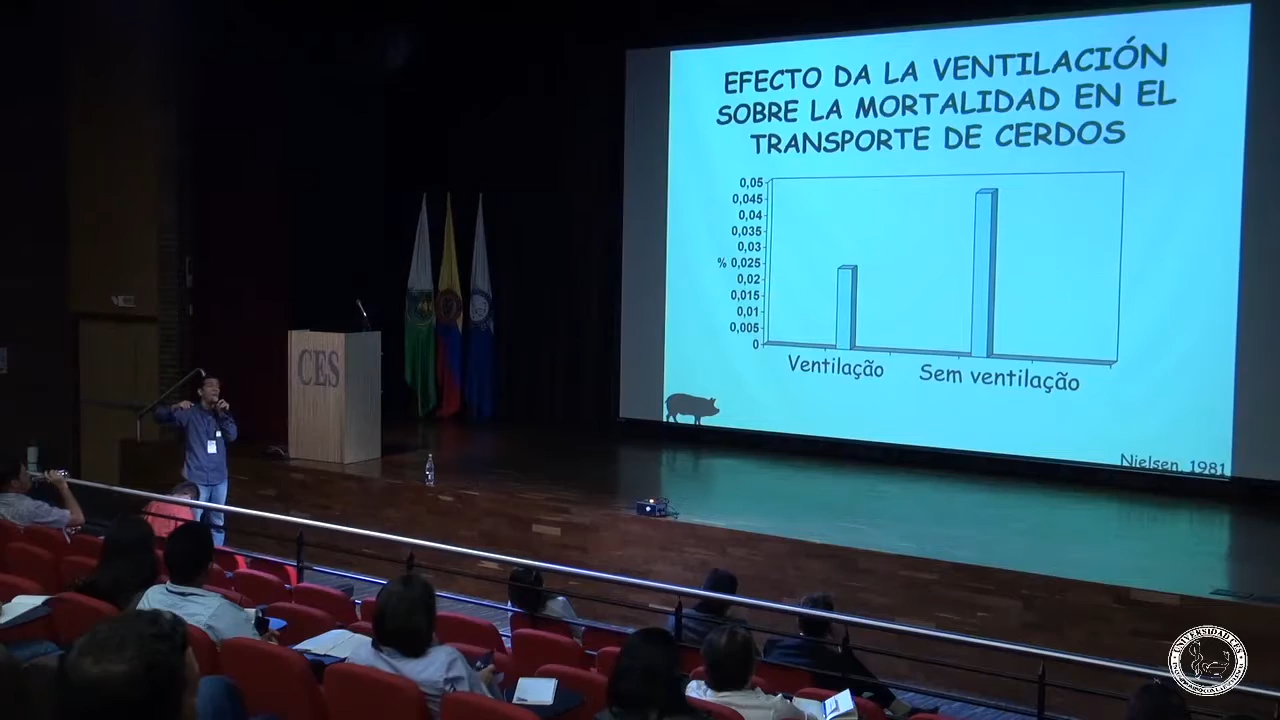 EFECTO DA LA VENTILACIÓN
SOBRE LA MORTALIDAD EN EL
TRANSPORTE DE CERDOS
0,05
0,045
0,04
0,035
0,03
% 0,025
0,02
0,015
0,01
0,005
0
Ventilação
Sem ventilação
Nielsen, 1981
CES
UNIVERSIDAD CES